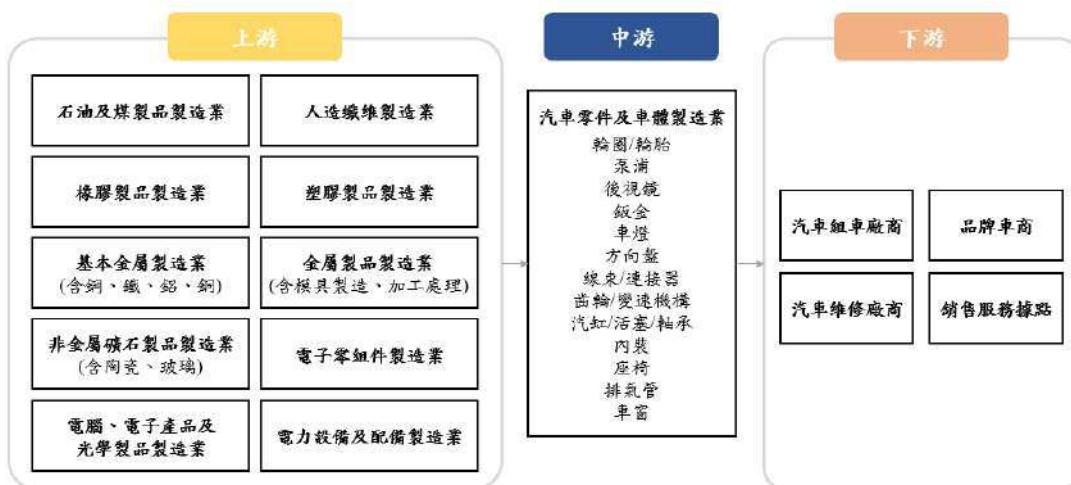 上游
中游
下游
石油及煤製品製造業
人造纖維製造業
橡膠製品製造業
塑膠製品製造業
基本金屬製造業
(含鋼、鐵、鋁、銅)
金屬製品製造業
(含模具製造、加工處理)
非金屬礦石製品製造業
(含陶瓷、玻璃)
電子零組件製造業
電腦、電子產品及
光學製品製造業
電力設備及配備製造業
汽車零件及車體製造業
輪圈/輪胎
泵浦
後視鏡
鈑金
車燈
方向盤
線束/連接器
齒輪/變速機構
汽缸/活塞/軸承
內裝
座椅
排氣管
車窗
汽車組車廠商
品牌車商
汽車維修廠商
銷售服務據點